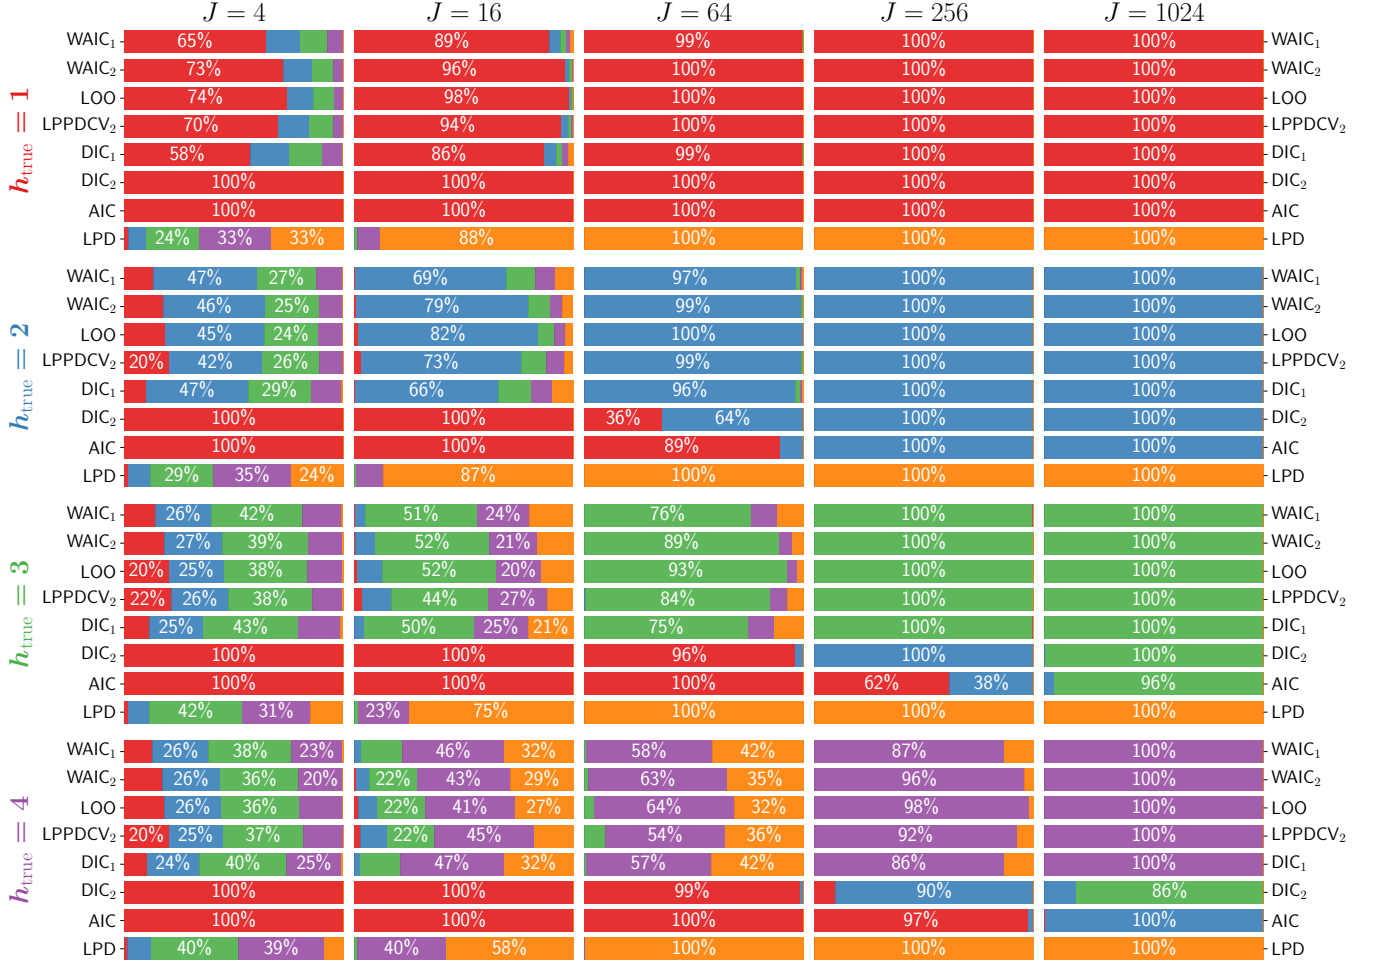 J = 4 J = 16 J = 64 J = 256 J = 1024
h_true = 1
WAIC₁ 65% 89% 99% 100% 100% WAIC₁
WAIC₂ 73% 96% 100% 100% 100% WAIC₂
LOO 74% 98% 100% 100% 100% LOO
LPPDCV₂ 70% 94% 100% 100% 100% LPPDCV₂
DIC₁ 58% 86% 99% 100% 100% DIC₁
DIC₂ 100% 100% 100% 100% 100% DIC₂
AIC 100% 100% 100% 100% 100% AIC
LPD 24% 33% 33% 88% 100% 100% 100% LPD
h_true = 2
WAIC₁ 47% 27% 69% 97% 100% 100% WAIC₁
WAIC₂ 46% 25% 79% 99% 100% 100% WAIC₂
LOO 45% 24% 82% 100% 100% 100% LOO
LPPDCV₂ 20% 42% 26% 73% 99% 100% 100% LPPDCV₂
DIC₁ 47% 29% 66% 96% 100% 100% DIC₁
DIC₂ 100% 100% 36% 64% 100% 100% DIC₂
AIC 100% 100% 89% 100% 100% AIC
LPD 29% 35% 24% 87% 100% 100% 100% LPD
h_true = 3
WAIC₁ 26% 42% 51% 24% 76% 100% 100% WAIC₁
WAIC₂ 27% 39% 52% 21% 89% 100% 100% WAIC₂
LOO 20% 25% 38% 52% 20% 93% 100% 100% LOO
LPPDCV₂ 22% 26% 38% 44% 27% 84% 100% 100% LPPDCV₂
DIC₁ 25% 43% 50% 25% 21% 75% 100% 100% DIC₁
DIC₂ 100% 100% 96% 100% 100% DIC₂
AIC 100% 100% 100% 62% 38% 96% AIC
LPD 42% 31% 23% 75% 100% 100% 100% LPD
h_true = 4
WAIC₁ 26% 38% 23% 46% 32% 58% 42% 87% 100% WAIC₁
WAIC₂ 26% 36% 20% 22% 43% 29% 63% 35% 96% 100% WAIC₂
LOO 26% 36% 22% 41% 27% 64% 32% 98% 100% LOO
LPPDCV₂ 20% 25% 37% 22% 45% 54% 36% 92% 100% LPPDCV₂
DIC₁ 24% 40% 25% 47% 32% 57% 42% 86% 100% DIC₁
DIC₂ 100% 100% 99% 90% 86% DIC₂
AIC 100% 100% 100% 97% 100% AIC
LPD 40% 39% 40% 58% 100% 100% 100% LPD